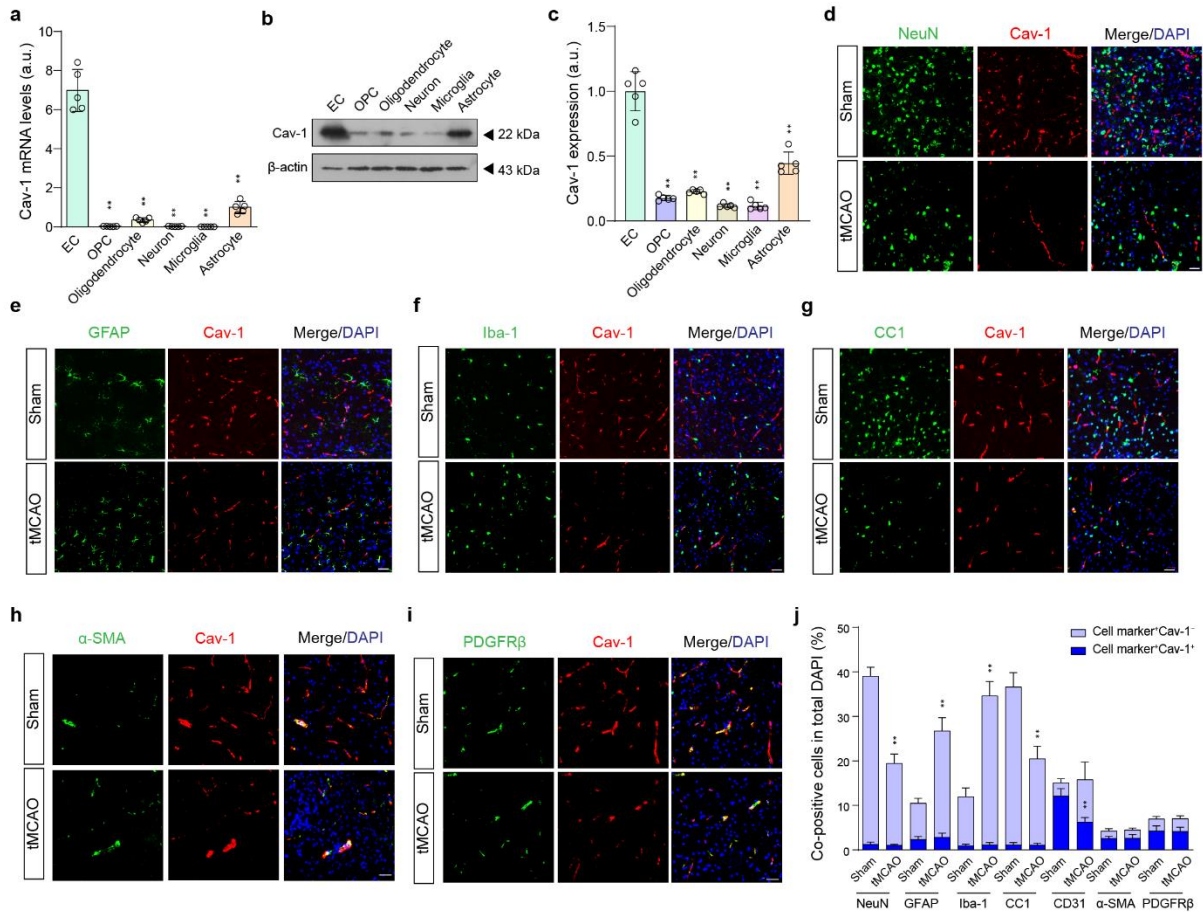 a
Cav-1 mRNA levels (a.u.)
10
8
6
4
2
0
**
**
**
**
**
EC
OPC
Oligodendrocyte
Neuron
Microglia
Astrocyte
b
EC
OPC
Oligodendrocyte
Neuron
Microglia
Astrocyte
Cav-1
22 kDa
β-actin
43 kDa
c
Cav-1 expression (a.u.)
1.5
1.0
0.5
0.0
**
**
**
**
**
EC
OPC
Oligodendrocyte
Neuron
Microglia
Astrocyte
d
NeuN
Cav-1
Merge/DAPI
Sham
tMCAO
e
GFAP
Cav-1
Merge/DAPI
Sham
tMCAO
f
Iba-1
Cav-1
Merge/DAPI
Sham
tMCAO
g
CC1
Cav-1
Merge/DAPI
Sham
tMCAO
h
α-SMA
Cav-1
Merge/DAPI
Sham
tMCAO
i
PDGFRβ
Cav-1
Merge/DAPI
Sham
tMCAO
j
Co-positive cells in total DAPI (%)
50
40
30
20
10
0
Cell marker⁺Cav-1⁻
Cell marker⁺Cav-1⁺
**
**
**
**
**
Sham
tMCAO
Sham
tMCAO
Sham
tMCAO
Sham
tMCAO
Sham
tMCAO
Sham
tMCAO
Sham
tMCAO
NeuN
GFAP
Iba-1
CC1
CD31
α-SMA
PDGFRβ